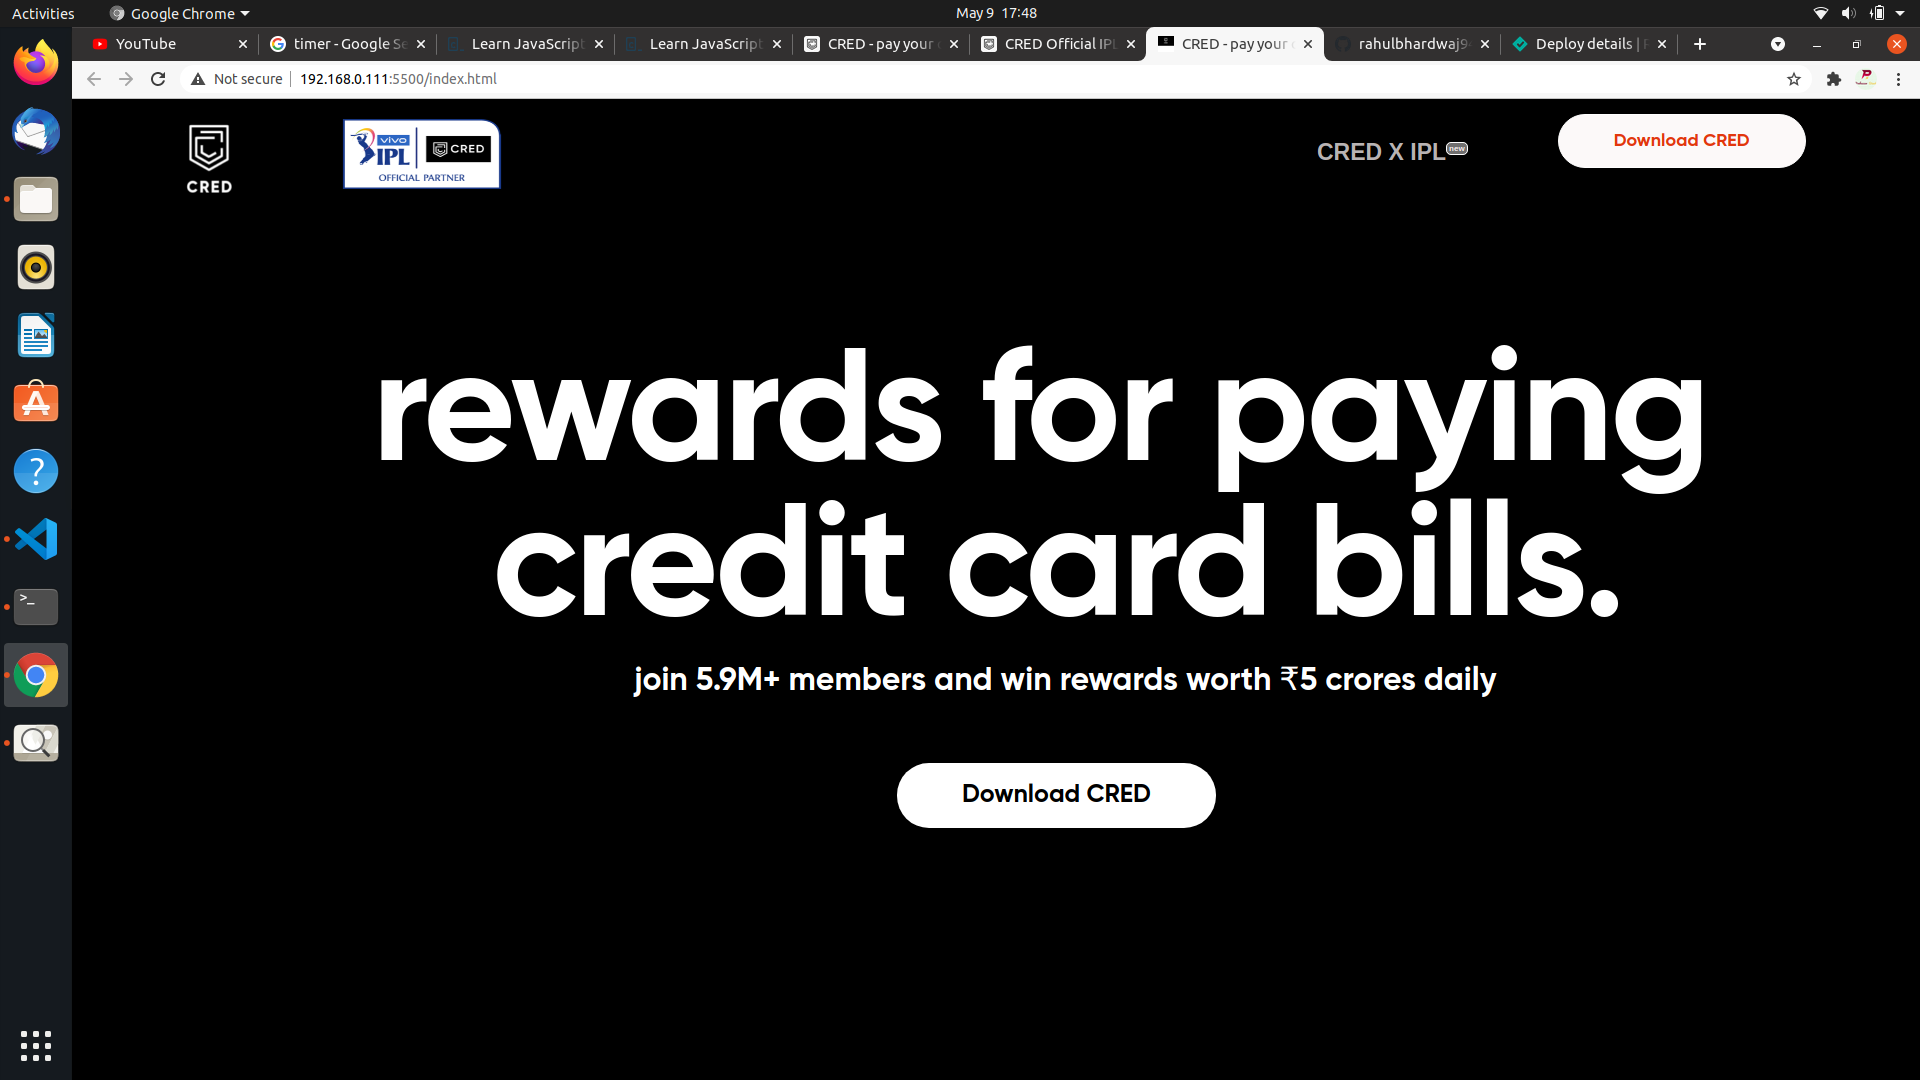 Activities
Google Chrome
May 9 17:48
YouTube
timer - Google Se
Learn JavaScript
Learn JavaScript
CRED - pay your
CRED Official IPL
CRED - pay your
rahulbhardwaj9
Deploy details |
Not secure
192.168.0.111:5500/index.html
CRED
vivo
IPL
CRED
OFFICIAL PARTNER
CRED X IPL new
Download CRED
rewards for paying
credit card bills.
join 5.9M+ members and win rewards worth ₹5 crores daily
Download CRED